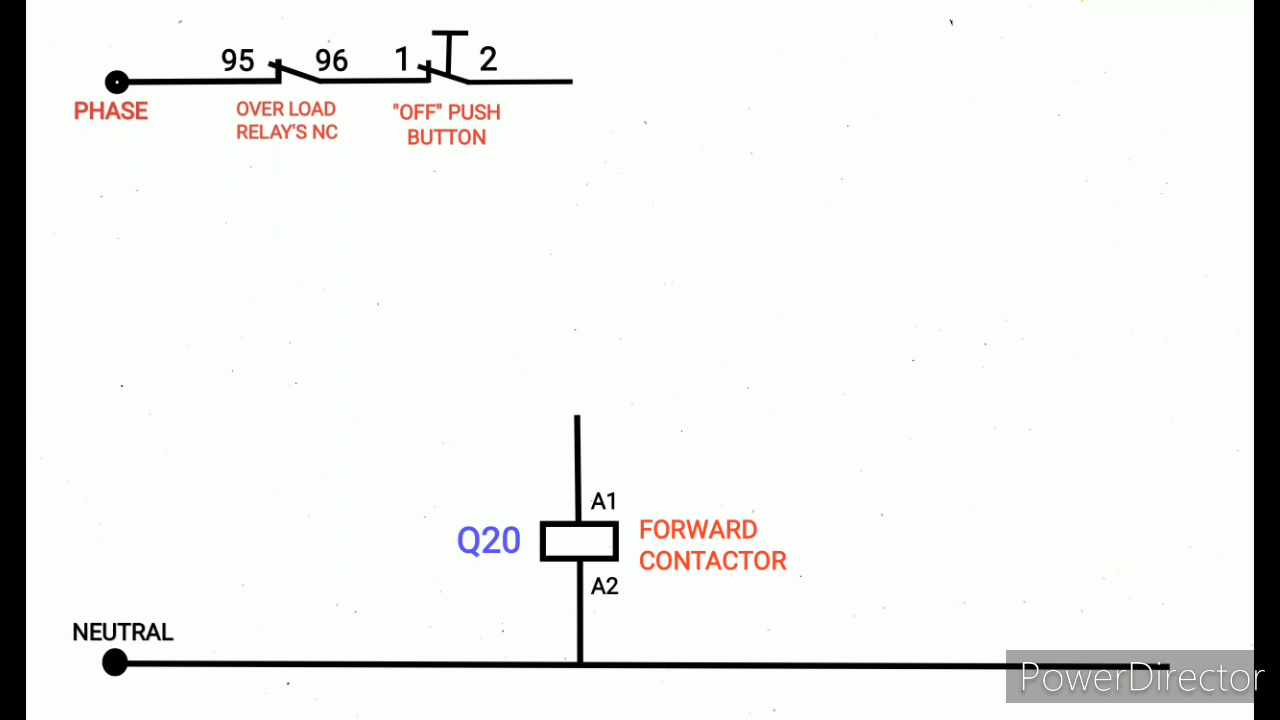 95 96 1 2
PHASE
OVER LOAD
RELAY'S NC
"OFF" PUSH
BUTTON
A1
Q20
FORWARD
CONTACTOR
A2
NEUTRAL
PowerDirector